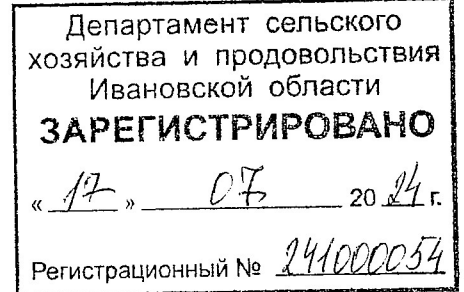 Департамент сельского
хозяйства и продовольствия
Ивановской области
ЗАРЕГИСТРИРОВАНО
« 17 » 07 20 24 г.
Регистрационный № 241000054